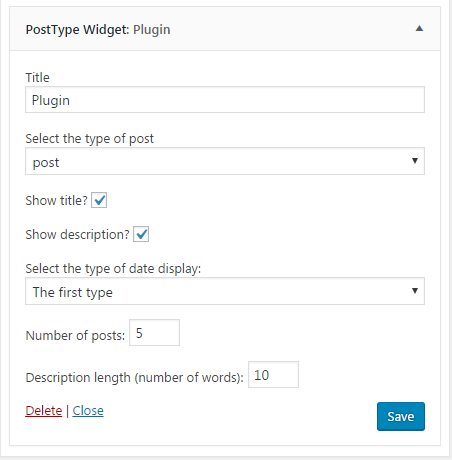 PostType Widget: Plugin
Title
Plugin
Select the type of post
post
Show title?
Show description?
Select the type of date display:
The first type
Number of posts: 5
Description length (number of words): 10
Delete | Close
Save